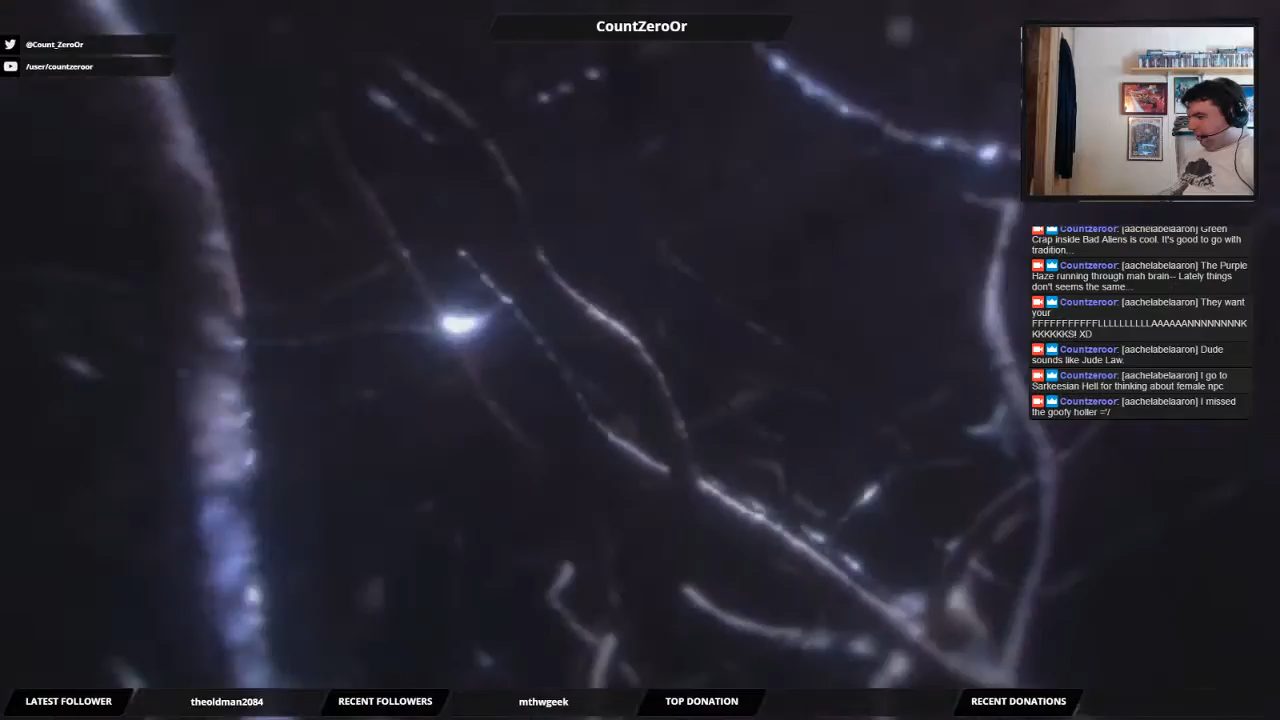 CountZeroOr
@Count_ZeroOr
/user/countzeroor
Countzeroor: [aachelabelaaron] Green
Crap inside Bad Aliens is cool. It's good to go with
tradition...
Countzeroor: [aachelabelaaron] The Purple
Haze running through mah brain-- Lately things
don't seems the same...
Countzeroor: [aachelabelaaron] They want
your
FFFFFFFFFFFLLLLLLLLLLAAAAAANNNNNNNNK
KKKKKKS! XD
Countzeroor: [aachelabelaaron] Dude
sounds like Jude Law.
Countzeroor: [aachelabelaaron] I go to
Sarkeesian Hell for thinking about female npc
Countzeroor: [aachelabelaaron] I missed
the goofy holler ='/
LATEST FOLLOWER theoldman2084 RECENT FOLLOWERS mthwgeek TOP DONATION RECENT DONATIONS